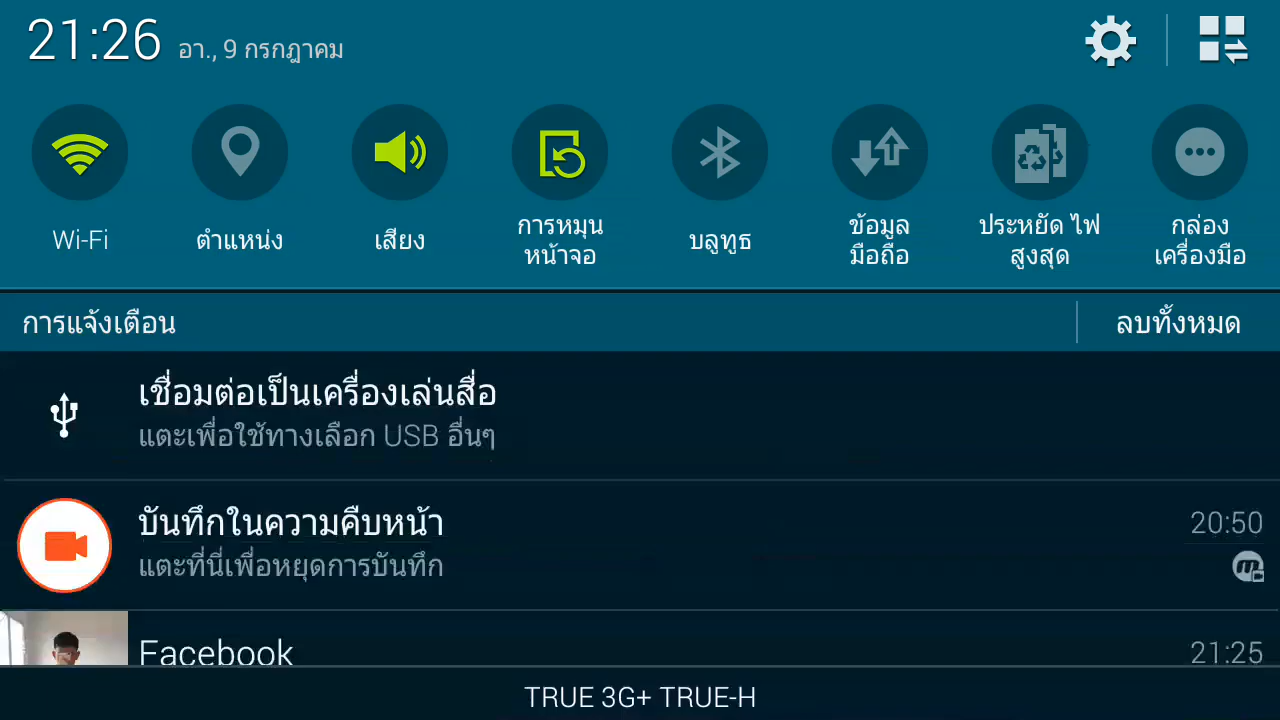 21:26 อา., 9 กรกฎาคม
Wi-Fi
ตำแหน่ง
เสียง
การหมุน
หน้าจอ
บลูทูธ
ข้อมูล
มือถือ
ประหยัด ไฟ
สูงสุด
กล่อง
เครื่องมือ
การแจ้งเตือน
ลบทั้งหมด
เชื่อมต่อเป็นเครื่องเล่นสื่อ
แตะเพื่อใช้ทางเลือก USB อื่นๆ
บันทึกในความคืบหน้า
20:50
แตะที่นี่เพื่อหยุดการบันทึก
Facebook
21:25
TRUE 3G+ TRUE-H